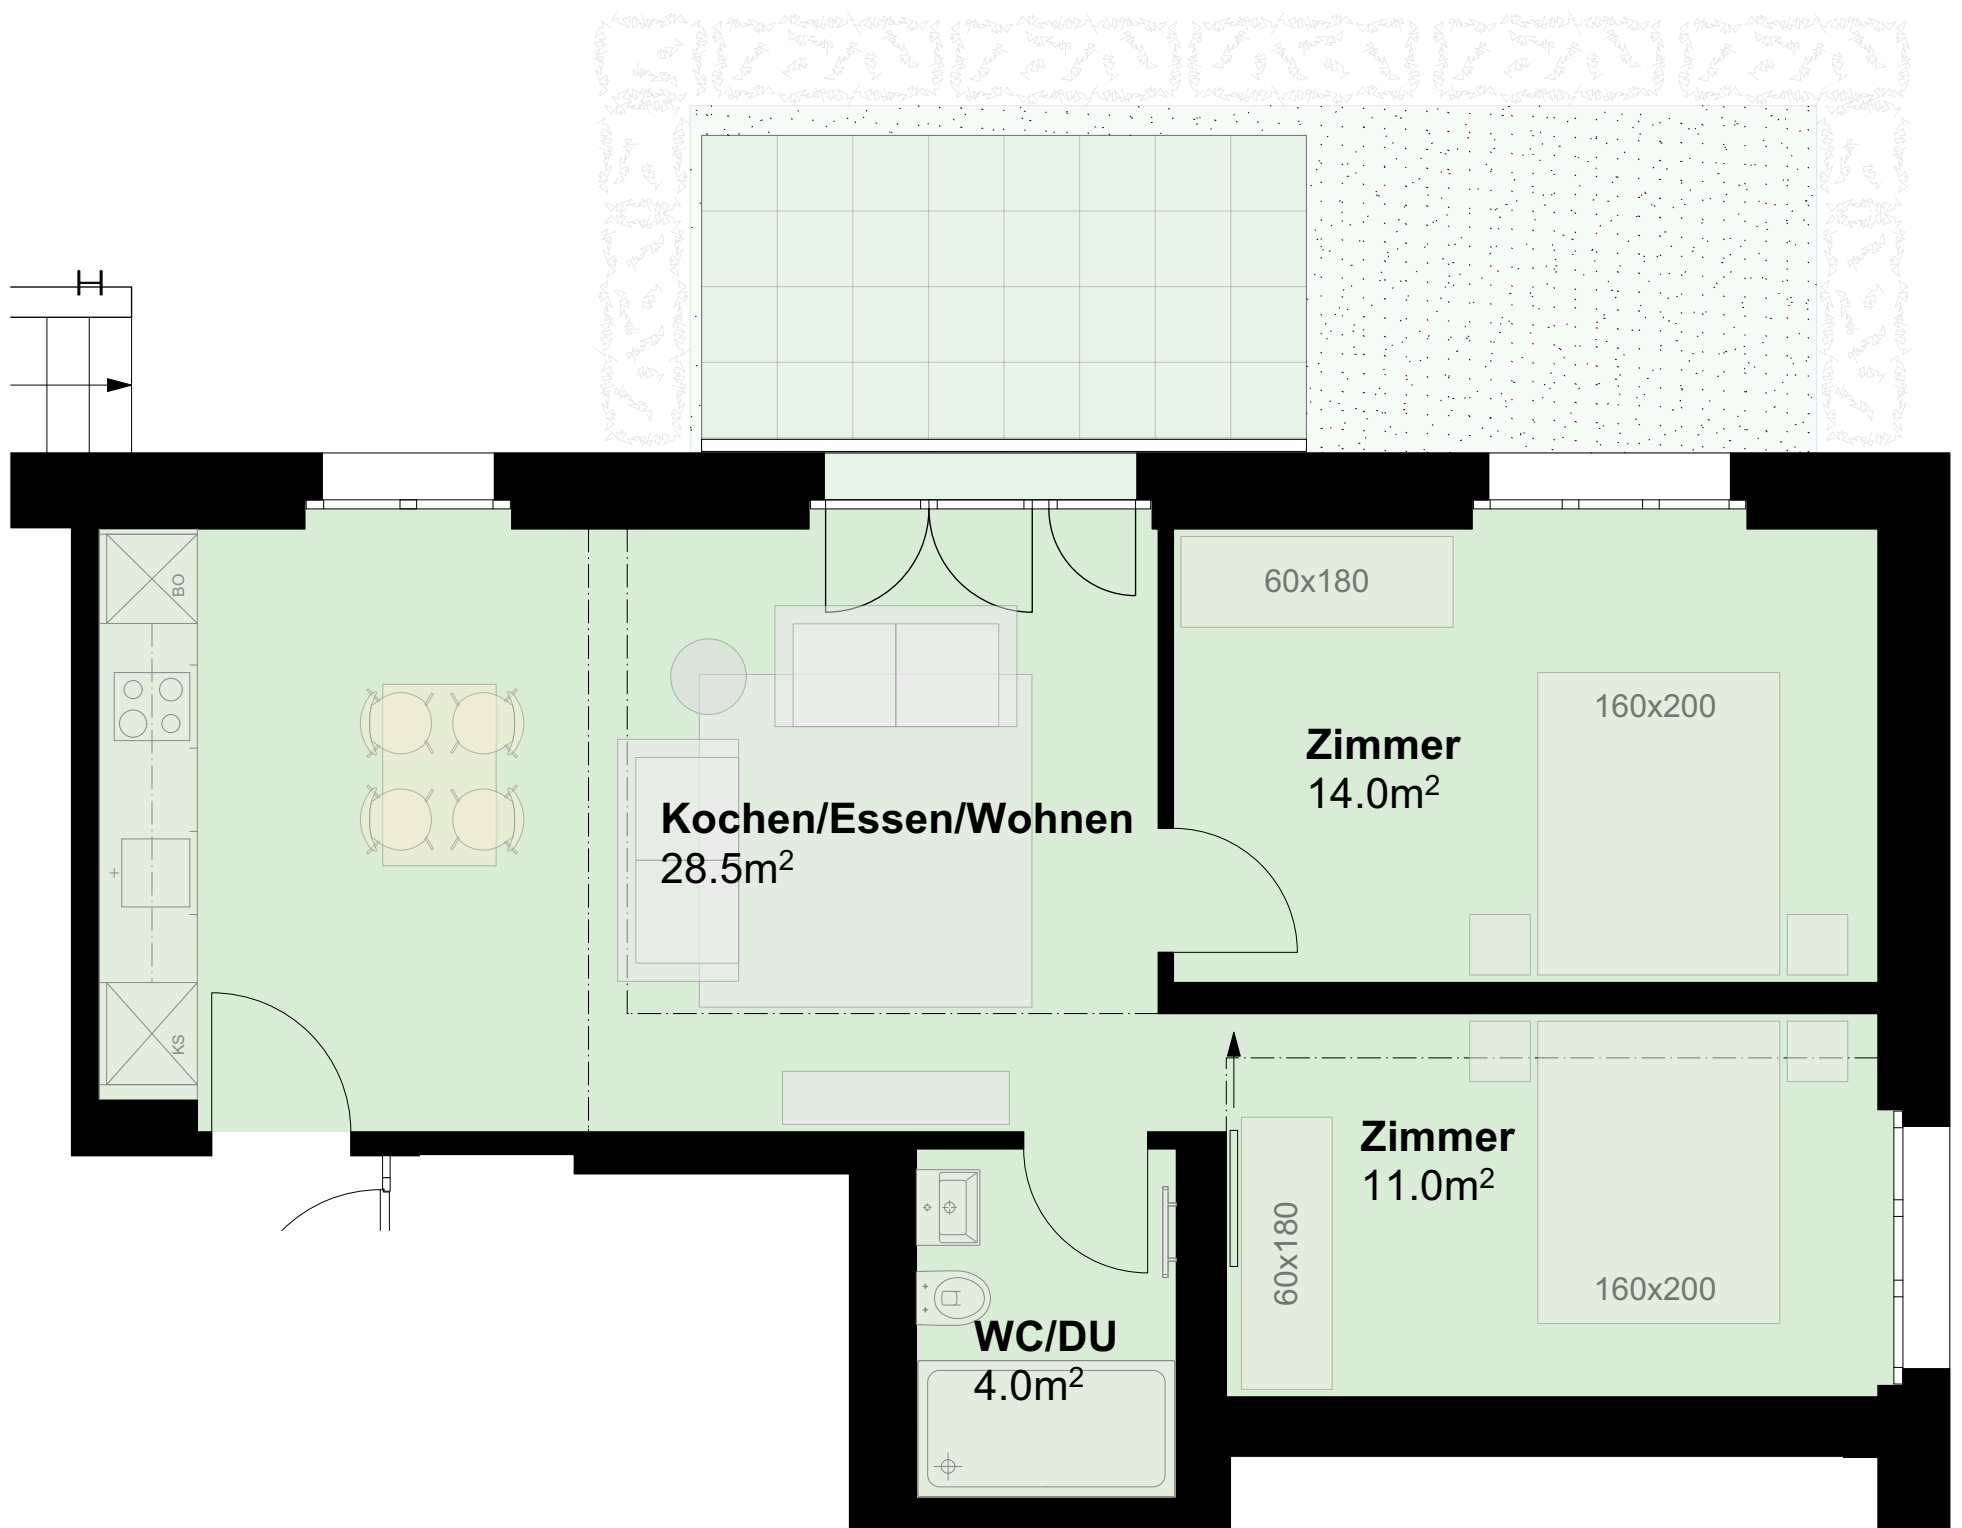 BO
60x180
160x200
Zimmer
14.0m²
Kochen/Essen/Wohnen
28.5m²
KS
Zimmer
11.0m²
60x180
160x200
WC/DU
4.0m²